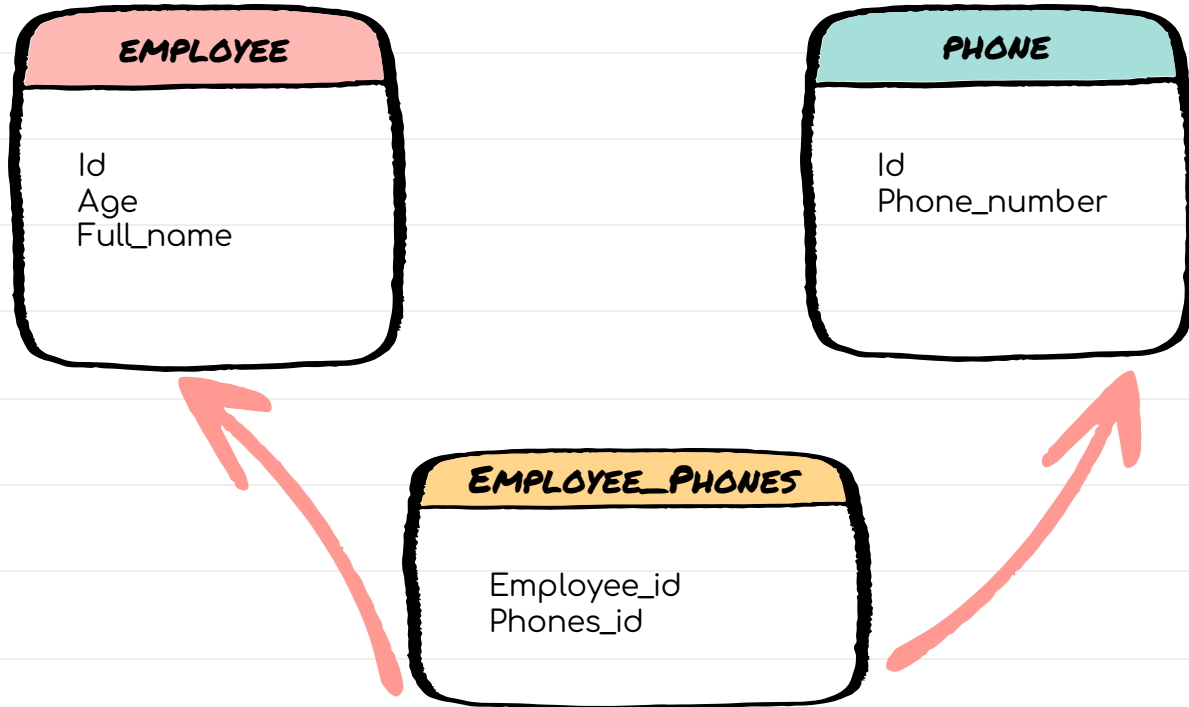 EMPLOYEE
Id
Age
Full_name
PHONE
Id
Phone_number
EMPLOYEE_PHONES
Employee_id
Phones_id